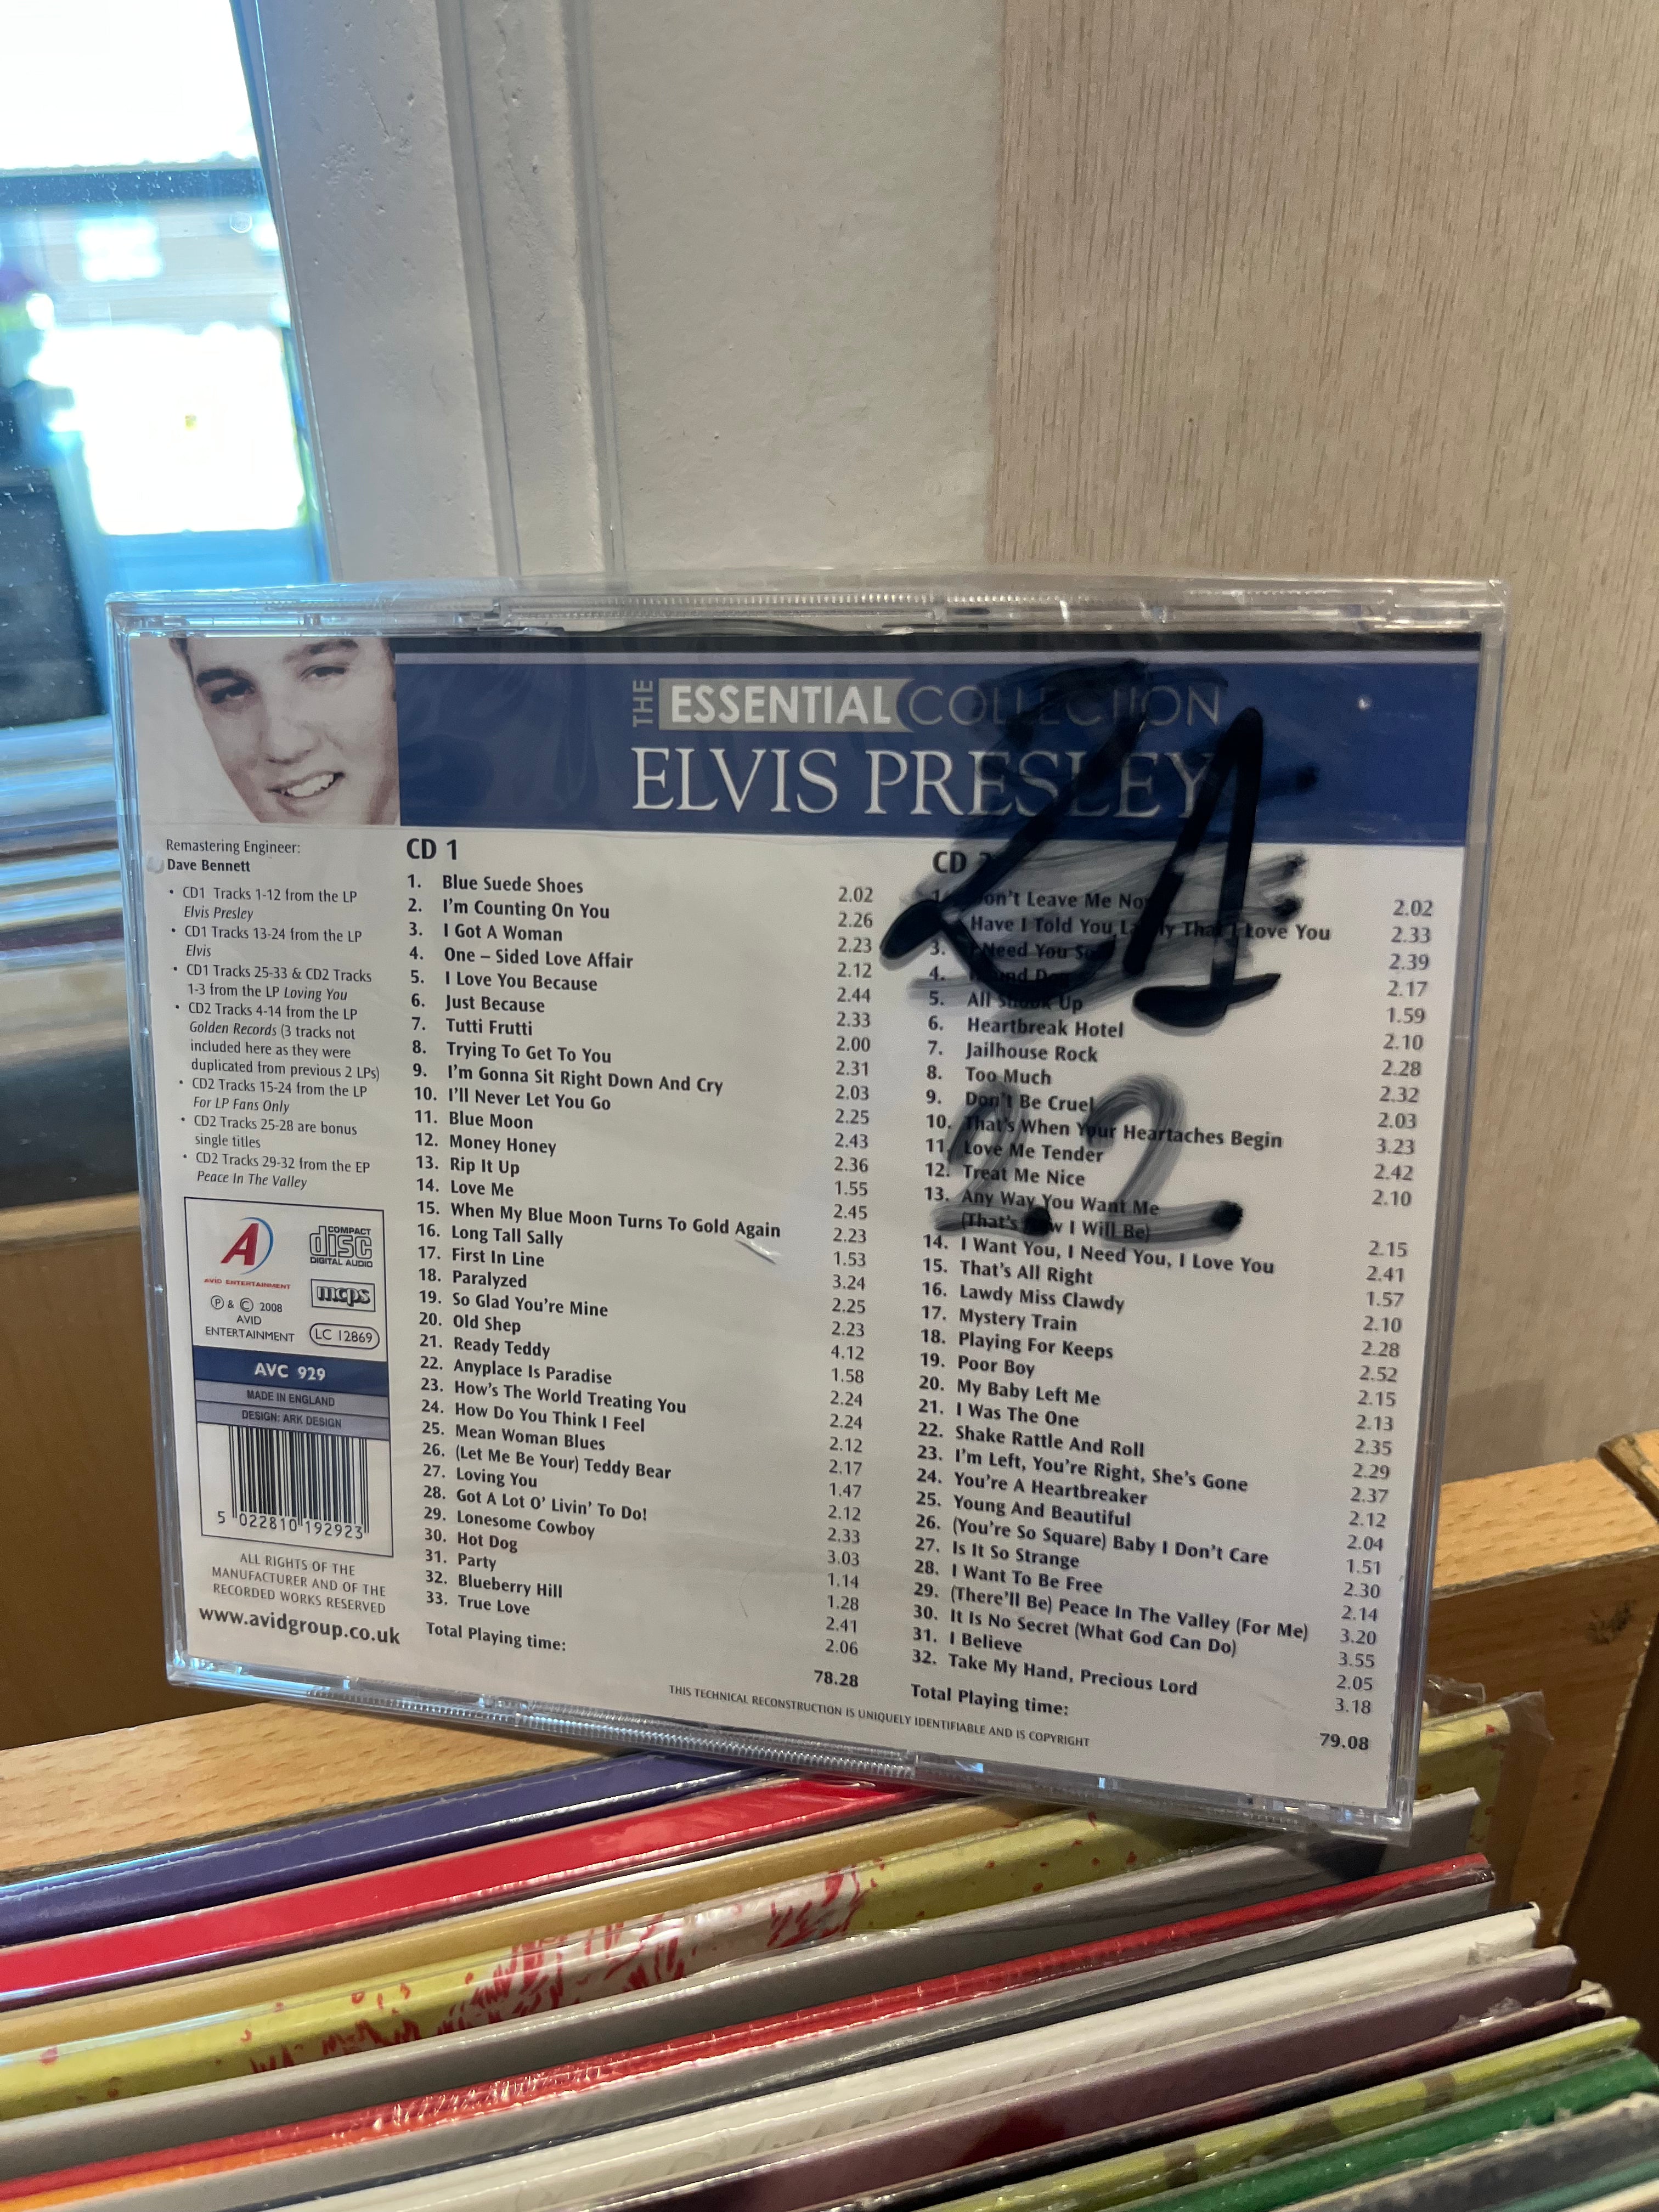 THE ESSENTIAL COLLECTION
ELVIS PRESLEY
21
22
Remastering Engineer:
Dave Bennett
• CD1 Tracks 1-12 from the LP
Elvis Presley
• CD1 Tracks 13-24 from the LP
Elvis
• CD1 Tracks 25-33 & CD2 Tracks
1-3 from the LP Loving You
• CD2 Tracks 4-14 from the LP
Golden Records (3 tracks not
included here as they were
duplicated from previous 2 LPs)
• CD2 Tracks 15-24 from the LP
For LP Fans Only
• CD2 Tracks 25-28 are bonus
single titles
• CD2 Tracks 29-32 from the EP
Peace In The Valley
A
AVID ENTERTAINMENT
COMPACT
disc
DIGITAL AUDIO
℗ & © 2008
AVID
ENTERTAINMENT
mcps
LC 12869
AVC 929
MADE IN ENGLAND
DESIGN: ARK DESIGN
5 022810 192923
ALL RIGHTS OF THE
MANUFACTURER AND OF THE
RECORDED WORKS RESERVED
www.avidgroup.co.uk
CD 1
1. Blue Suede Shoes 2.02
2. I'm Counting On You 2.26
3. I Got A Woman 2.23
4. One – Sided Love Affair 2.12
5. I Love You Because 2.44
6. Just Because 2.33
7. Tutti Frutti 2.00
8. Trying To Get To You 2.31
9. I'm Gonna Sit Right Down And Cry 2.03
10. I'll Never Let You Go 2.25
11. Blue Moon 2.43
12. Money Honey 2.36
13. Rip It Up 1.55
14. Love Me 2.45
15. When My Blue Moon Turns To Gold Again 2.23
16. Long Tall Sally 1.53
17. First In Line 3.24
18. Paralyzed 2.25
19. So Glad You're Mine 2.23
20. Old Shep 4.12
21. Ready Teddy 1.58
22. Anyplace Is Paradise 2.24
23. How's The World Treating You 2.24
24. How Do You Think I Feel 2.12
25. Mean Woman Blues 2.17
26. (Let Me Be Your) Teddy Bear 1.47
27. Loving You 2.12
28. Got A Lot O' Livin' To Do! 2.33
29. Lonesome Cowboy 3.03
30. Hot Dog 1.14
31. Party 1.28
32. Blueberry Hill 2.41
33. True Love 2.06
Total Playing time: 78.28
CD 2
1. Don't Leave Me Now 2.02
Have I Told You Lately That I Love You 2.33
3. I Need You So 2.39
4. Hound Dog 2.17
5. All Shook Up 1.59
6. Heartbreak Hotel 2.10
7. Jailhouse Rock 2.28
8. Too Much 2.32
9. Don't Be Cruel 2.03
10. That's When Your Heartaches Begin 3.23
11. Love Me Tender 2.42
12. Treat Me Nice 2.10
13. Any Way You Want Me
(That's How I Will Be) 2.15
14. I Want You, I Need You, I Love You 2.41
15. That's All Right 1.57
16. Lawdy Miss Clawdy 2.10
17. Mystery Train 2.28
18. Playing For Keeps 2.52
19. Poor Boy 2.15
20. My Baby Left Me 2.13
21. I Was The One 2.35
22. Shake Rattle And Roll 2.29
23. I'm Left, You're Right, She's Gone 2.37
24. You're A Heartbreaker 2.12
25. Young And Beautiful 2.04
26. (You're So Square) Baby I Don't Care 1.51
27. Is It So Strange 2.30
28. I Want To Be Free 2.14
29. (There'll Be) Peace In The Valley (For Me) 3.20
30. It Is No Secret (What God Can Do) 3.55
31. I Believe 2.05
32. Take My Hand, Precious Lord 3.18
Total Playing time: 79.08
THIS TECHNICAL RECONSTRUCTION IS UNIQUELY IDENTIFIABLE AND IS COPYRIGHT